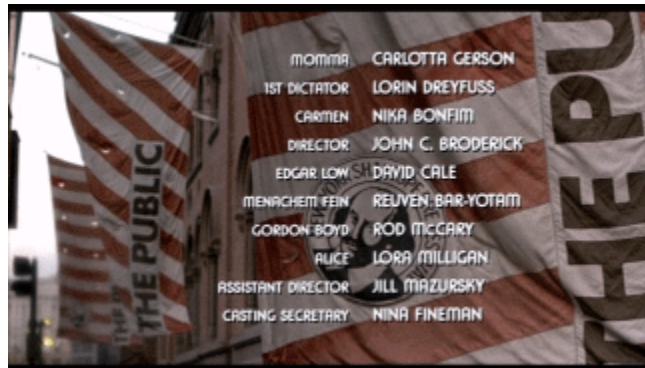 MOMMA CARLOTTA GERSON
1ST DICTATOR LORIN DREYFUSS
CARMEN NIKA BONFIM
DIRECTOR JOHN C. BRODERICK
EDGAR LOW DAVID CALE
MENACHEM FEIN REUVEN BAR-YOTAM
GORDON BOYD ROD McCARY
ALICE LORA MILLIGAN
ASSISTANT DIRECTOR JILL MAZURSKY
CASTING SECRETARY NINA FINEMAN
THE PUBLIC
THE PU